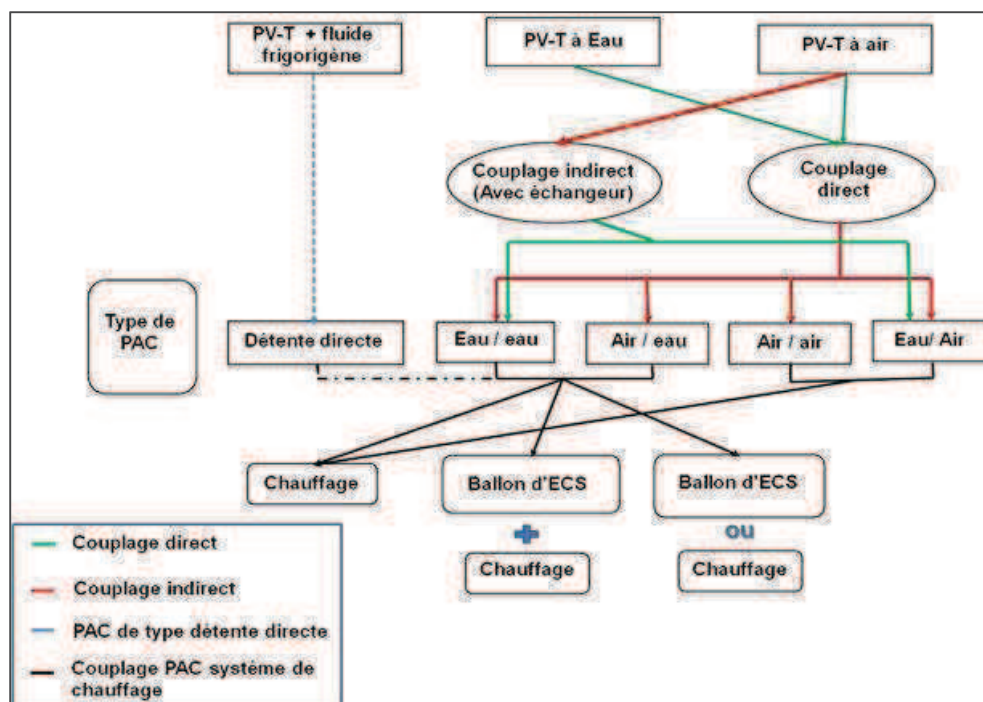 PV-T + fluide
frigorigène
PV-T à Eau
PV-T à air
Couplage indirect
(Avec échangeur)
Couplage
direct
Type de
PAC
Détente directe
Eau / eau
Air / eau
Air / air
Eau/ Air
Chauffage
Ballon d'ECS
Ballon d'ECS
+
ou
Chauffage
Chauffage
Couplage direct
Couplage indirect
PAC de type détente directe
Couplage PAC système de
chauffage